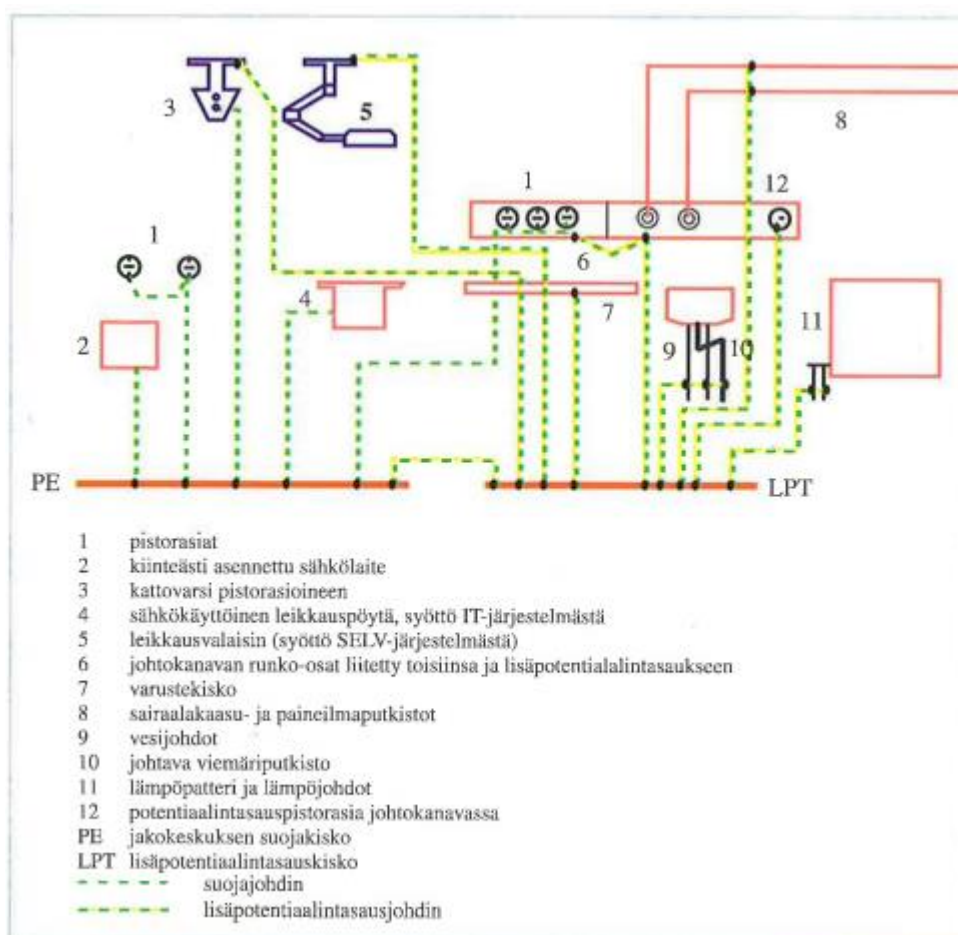 3
5
8
1
12
1
6
4
7
2
9
10
11
PE
LPT
1 pistorasiat
2 kiinteästi asennettu sähkölaite
3 kattovarsi pistorasioineen
4 sähkökäyttöinen leikkauspöytä, syöttö IT-järjestelmästä
5 leikkausvalaisin (syöttö SELV-järjestelmästä)
6 johtokanavan runko-osat liitetty toisiinsa ja lisäpotentialalintasaukseen
7 varustekisko
8 sairaalakaasu- ja paineilmaputkistot
9 vesijohdot
10 johtava viemäriputkisto
11 lämpöpatteri ja lämpöjohdot
12 potentiaalintasauspistorasia johtokanavassa
PE jakokeskuksen suojakisko
LPT lisäpotentiaalintasauskisko
suojajohdin
lisäpotentiaalintasausjohdin